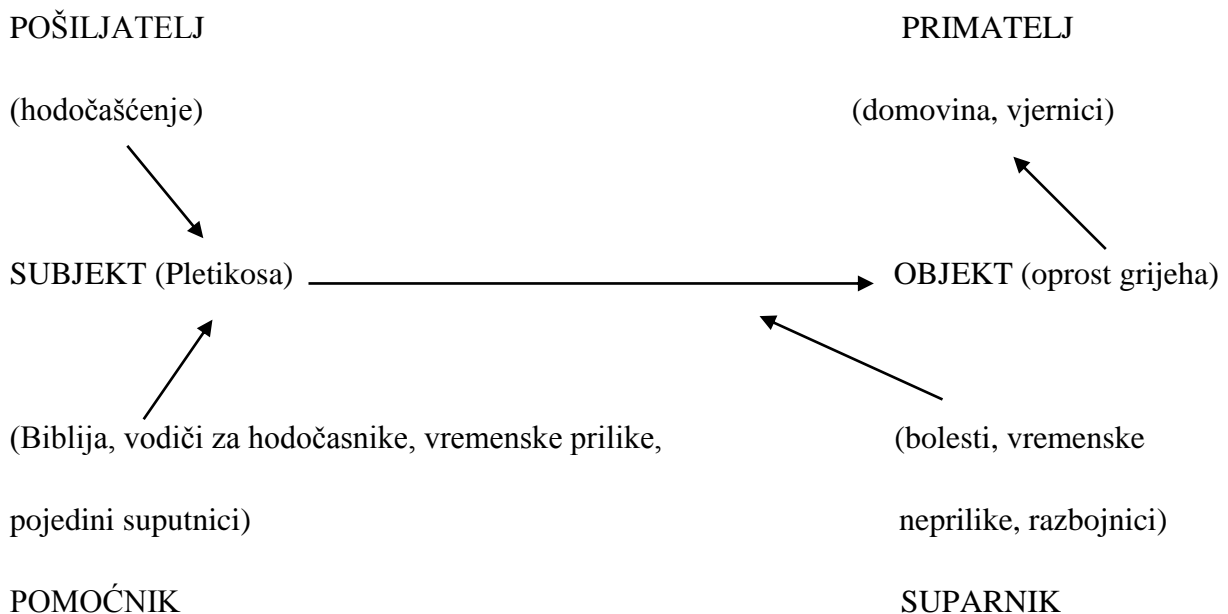 POŠILJATELJ PRIMATELJ
(hodočašćenje) (domovina, vjernici)
SUBJEKT (Pletikosa) OBJEKT (oprost grijeha)
(Biblija, vodiči za hodočasnike, vremenske prilike, (bolesti, vremenske
pojedini suputnici) neprilike, razbojnici)
POMOĆNIK SUPARNIK